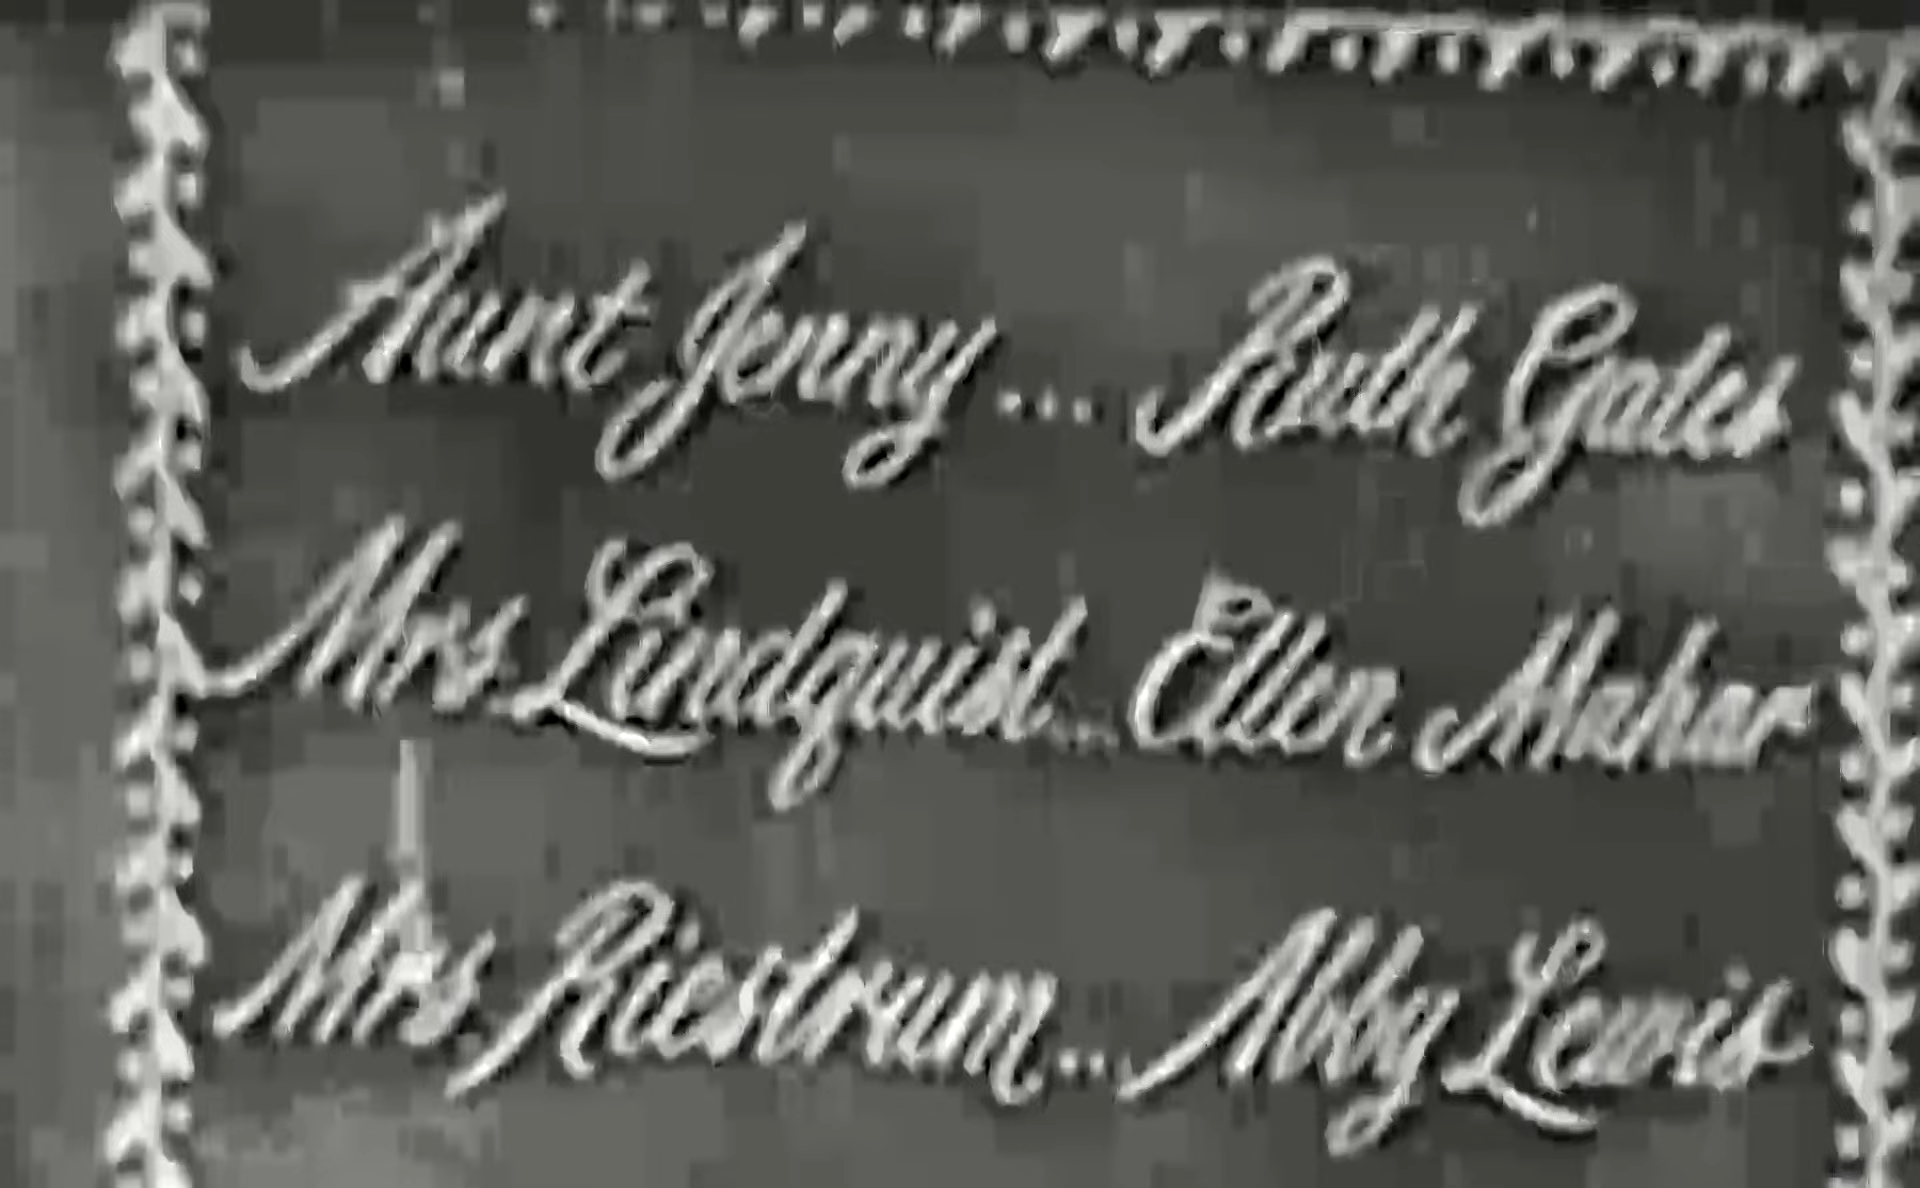 Aunt Jenny... Ruth Gates
Mrs Lindquist... Ellen Mahar
Mrs Riestrum... Abby Lewis